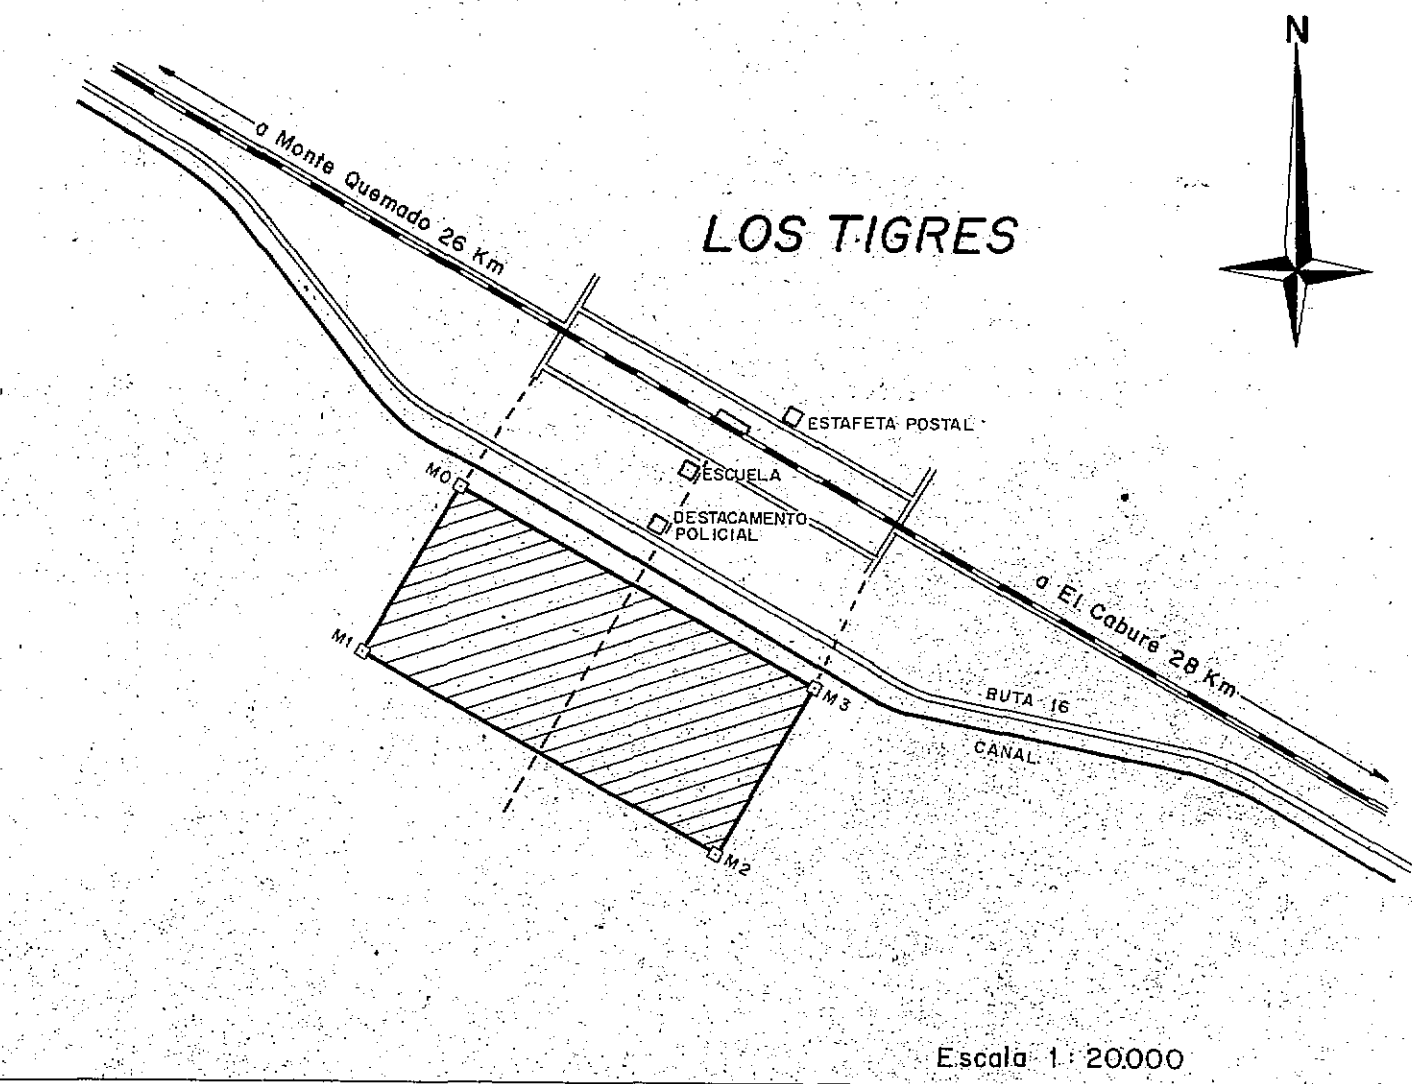 N
a Monte Quemado 26 Km
LOS TIGRES
ESTAFETA POSTAL
M0
ESCUELA
DESTACAMENTO
POLICIAL
a El Caburé 28 Km
M1
M3
RUTA 16
CANAL
M2
Escala 1: 20.000